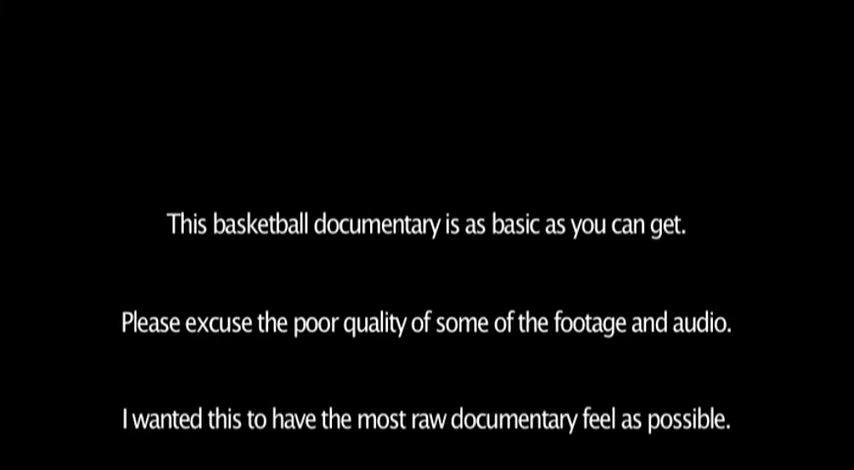 This basketball documentary is as basic as you can get.
Please excuse the poor quality of some of the footage and audio.
I wanted this to have the most raw documentary feel as possible.